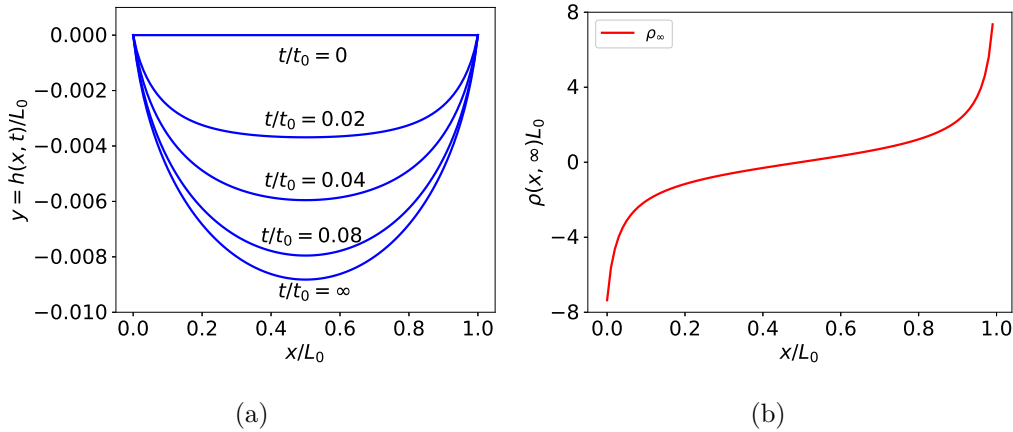 0.000
−0.002
−0.004
−0.006
−0.008
−0.010
y = h(x, t)/L₀
t/t₀ = 0
t/t₀ = 0.02
t/t₀ = 0.04
t/t₀ = 0.08
t/t₀ = ∞
0.0 0.2 0.4 0.6 0.8 1.0
x/L₀
(a)
8
4
0
−4
−8
ρ(x, ∞)L₀
ρ∞
0.0 0.2 0.4 0.6 0.8 1.0
x/L₀
(b)